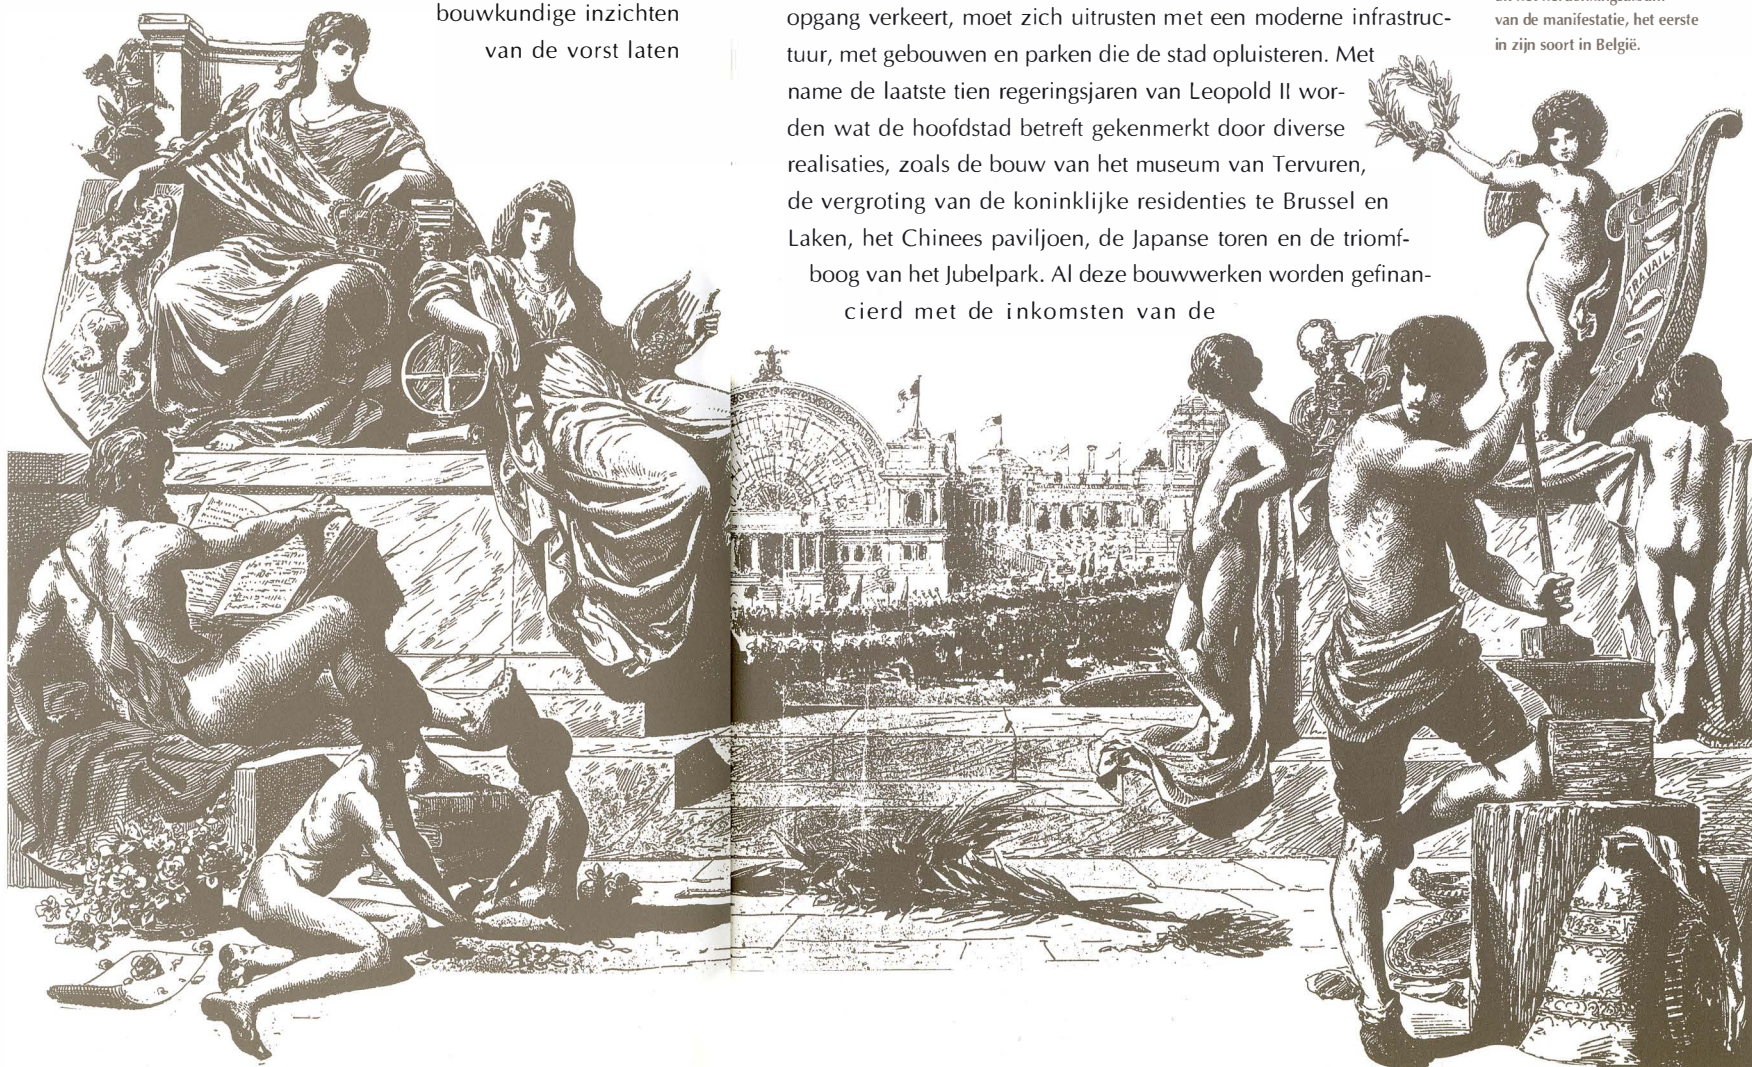 bouwkundige inzichten
van de vorst laten
opgang verkeert, moet zich uitrusten met een moderne infrastruc-
tuur, met gebouwen en parken die de stad opluisteren. Met
name de laatste tien regeringsjaren van Leopold II wor-
den wat de hoofdstad betreft gekenmerkt door diverse
realisaties, zoals de bouw van het museum van Tervuren,
de vergroting van de koninklijke residenties te Brussel en
Laken, het Chinees paviljoen, de Japanse toren en de triomf-
boog van het Jubelpark. Al deze bouwwerken worden gefinan-
cierd met de inkomsten van de
van de manifestatie, het eerste
in zijn soort in België.
TRAVAIL.